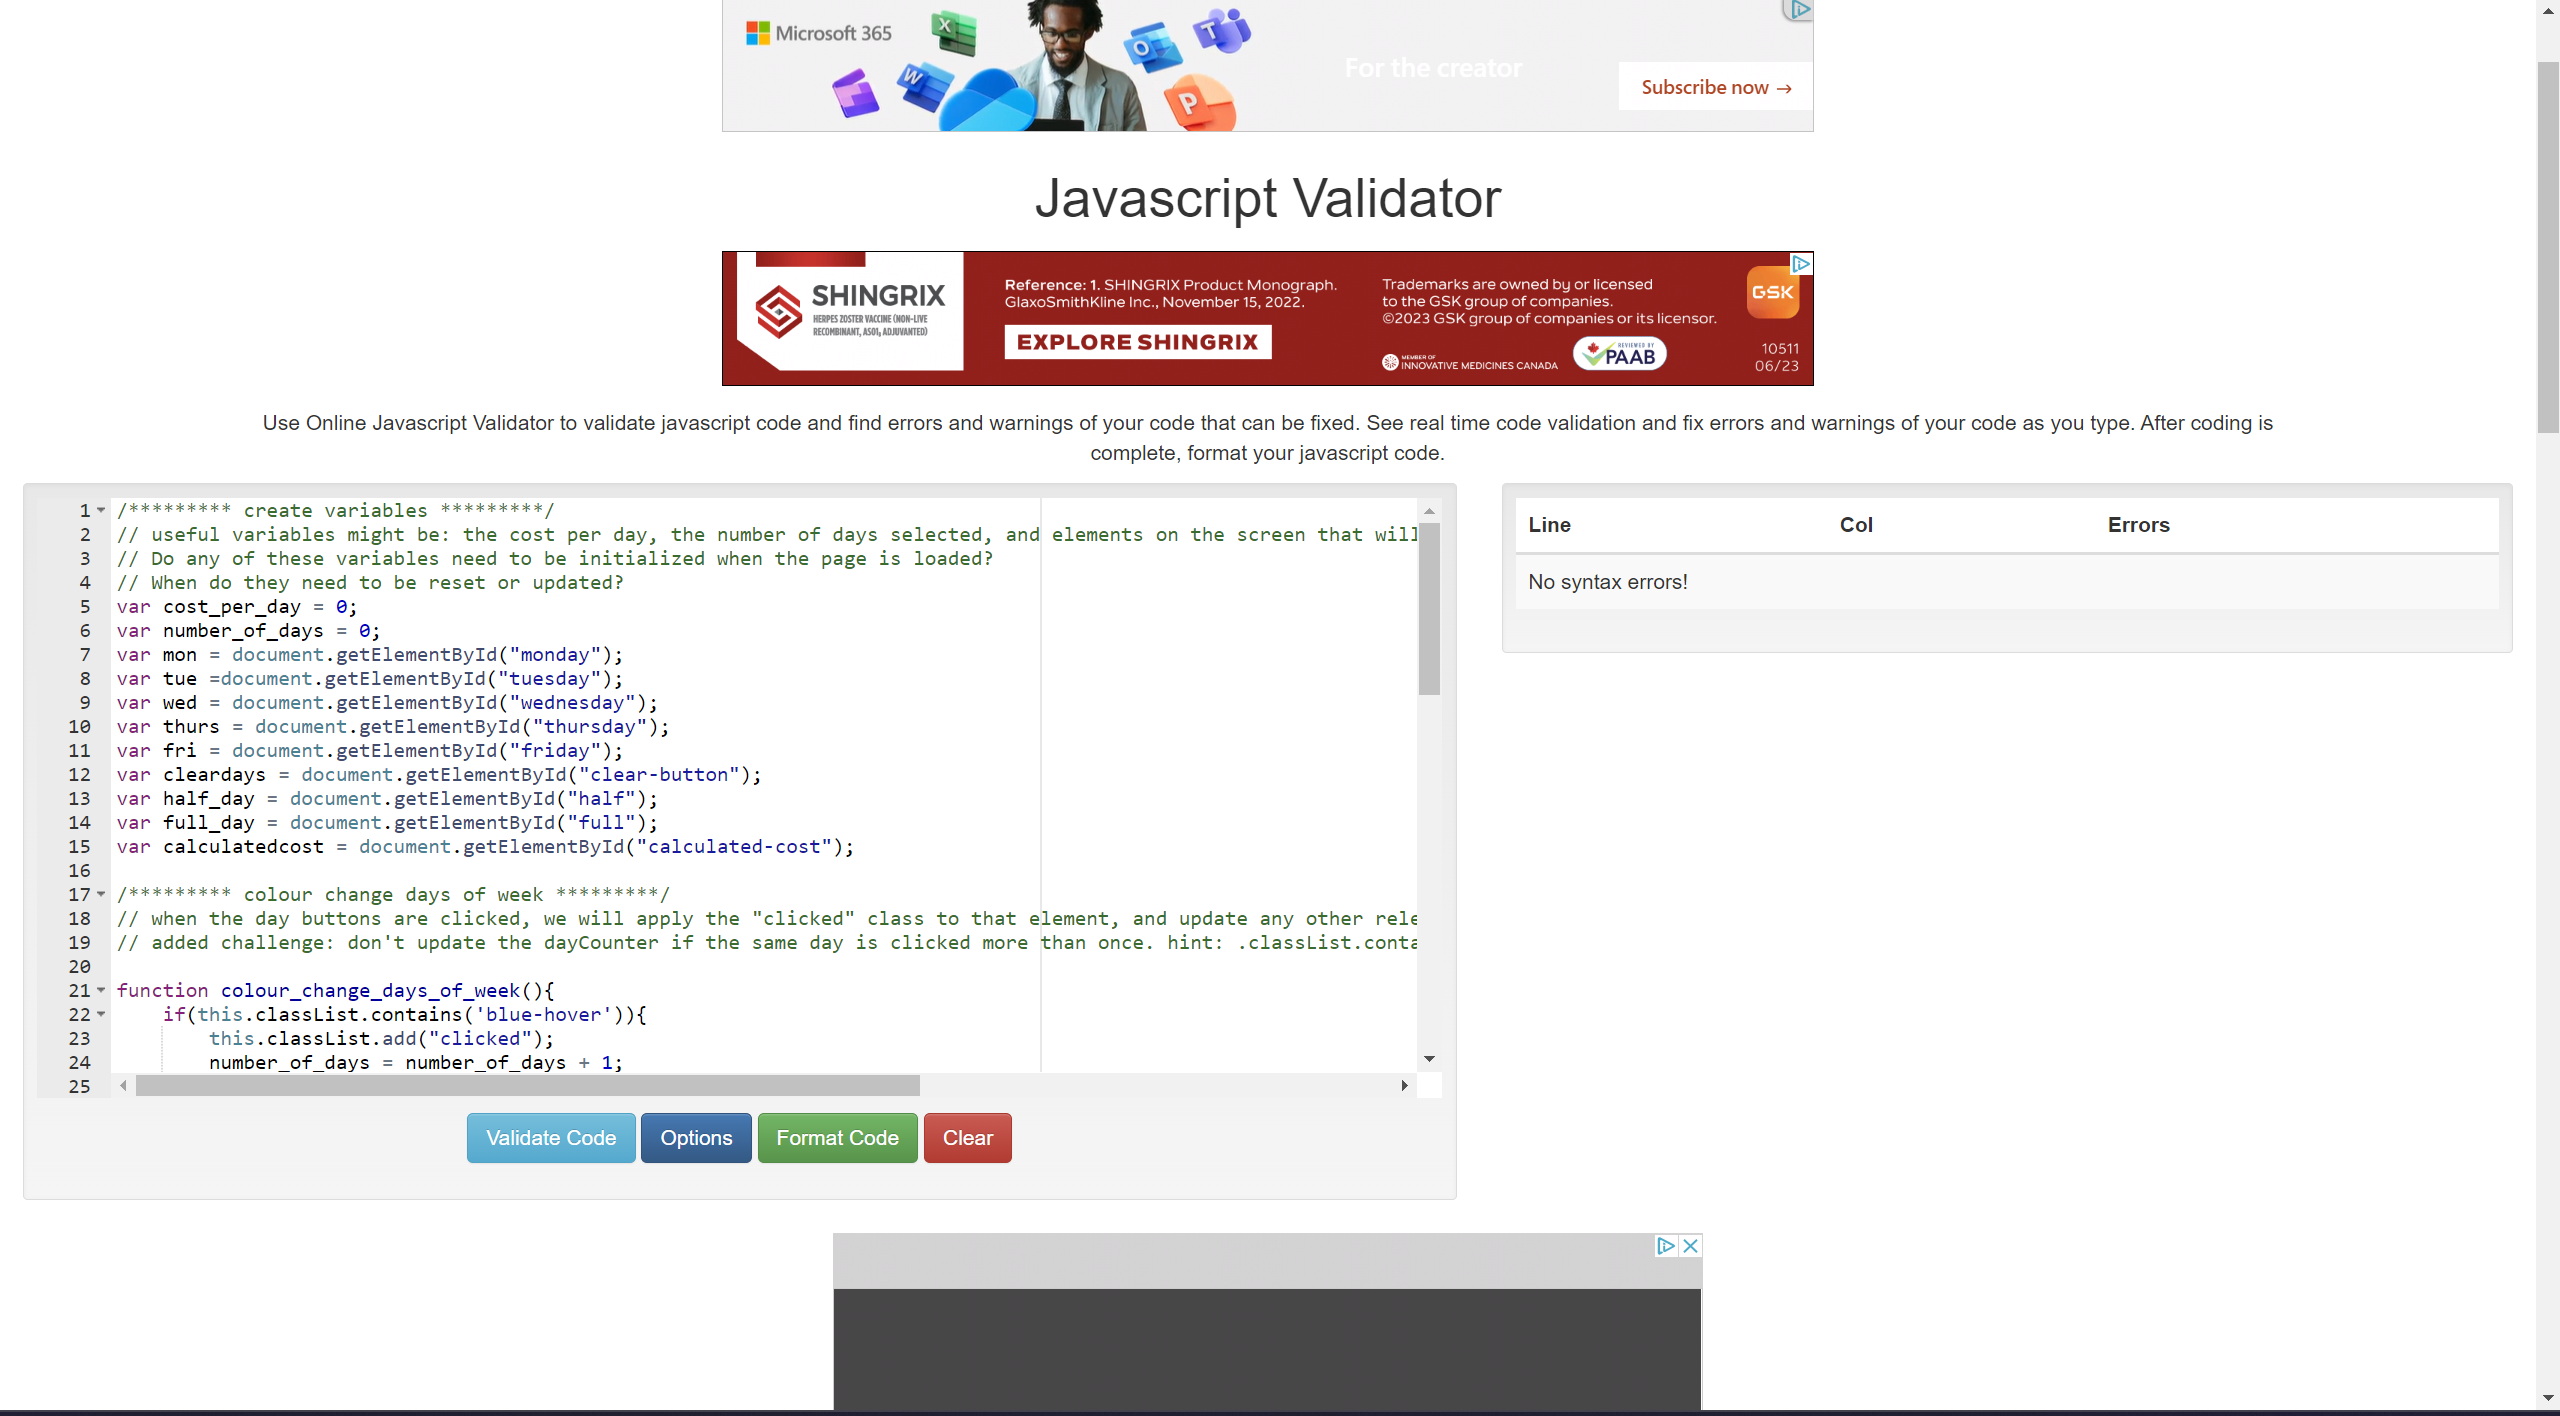 Microsoft 365
For the creator
Subscribe now →
Javascript Validator
SHINGRIX
HERPES ZOSTER VACCINE (NON-LIVE
RECOMBINANT, AS01, ADJUVANTED)
Reference: 1. SHINGRIX Product Monograph.
GlaxoSmithKline Inc., November 15, 2022.
EXPLORE SHINGRIX
Trademarks are owned by or licensed
to the GSK group of companies.
©2023 GSK group of companies or its licensor.
MEMBER OF
INNOVATIVE MEDICINES CANADA
REVIEWED BY
PAAB
GSK
10511
06/23
Use Online Javascript Validator to validate javascript code and find errors and warnings of your code that can be fixed. See real time code validation and fix errors and warnings of your code as you type. After coding is
complete, format your javascript code.
1 /********* create variables *********/
2 // useful variables might be: the cost per day, the number of days selected, and elements on the screen that will
3 // Do any of these variables need to be initialized when the page is loaded?
4 // When do they need to be reset or updated?
5 var cost_per_day = 0;
6 var number_of_days = 0;
7 var mon = document.getElementById("monday");
8 var tue =document.getElementById("tuesday");
9 var wed = document.getElementById("wednesday");
10 var thurs = document.getElementById("thursday");
11 var fri = document.getElementById("friday");
12 var cleardays = document.getElementById("clear-button");
13 var half_day = document.getElementById("half");
14 var full_day = document.getElementById("full");
15 var calculatedcost = document.getElementById("calculated-cost");
16
17 /********* colour change days of week *********/
18 // when the day buttons are clicked, we will apply the "clicked" class to that element, and update any other rele
19 // added challenge: don't update the dayCounter if the same day is clicked more than once. hint: .classList.conta
20
21 function colour_change_days_of_week(){
22 if(this.classList.contains('blue-hover')){
23 this.classList.add("clicked");
24 number_of_days = number_of_days + 1;
25
Line Col Errors
No syntax errors!
Validate Code Options Format Code Clear